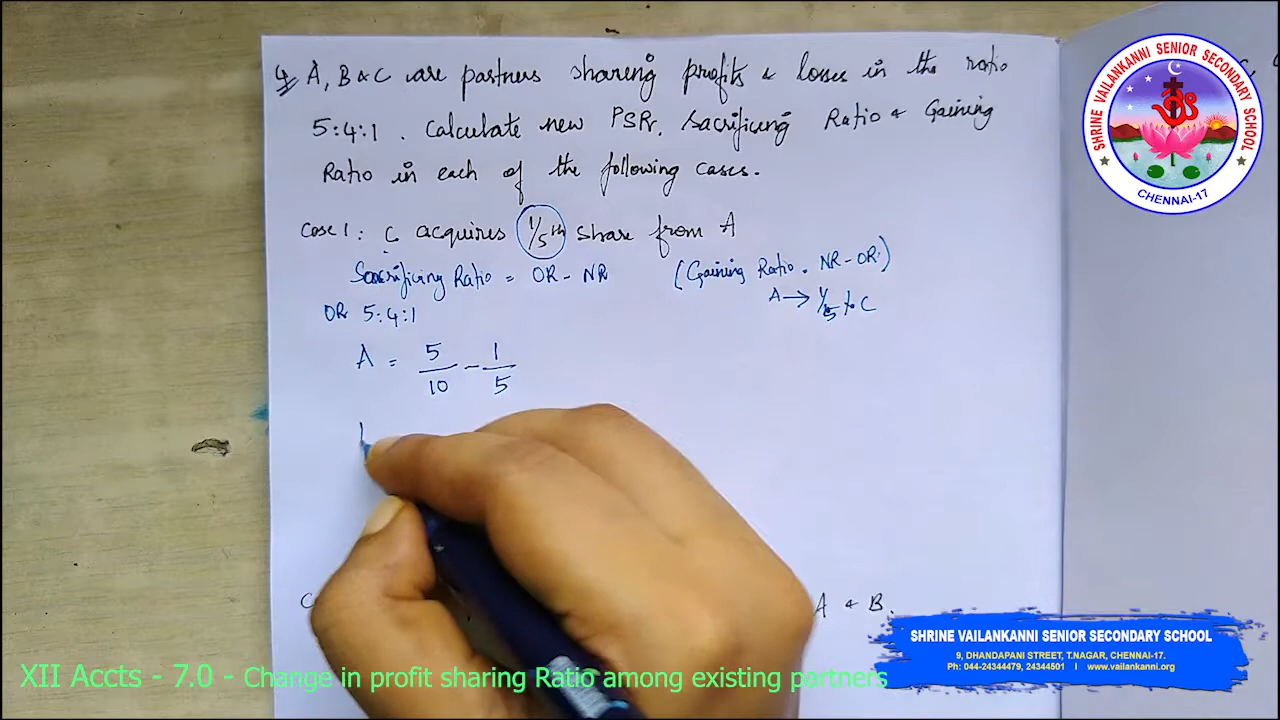 Q A, B & C are partners sharing profits & losses in the ratio
5:4:1. Calculate new PSR, Sacrificing Ratio & Gaining
Ratio in each of the following cases.
Case 1: C acquires 1/5th share from A
Sacrificing Ratio = OR - NR (Gaining Ratio = NR - OR)
A → 1/5 to C
OR 5:4:1
A = 5/10 - 1/5
A & B.
SHRINE VAILANKANNI SENIOR SECONDARY SCHOOL
CHENNAI-17
SHRINE VAILANKANNI SENIOR SECONDARY SCHOOL
9, DHANDAPANI STREET, T.NAGAR, CHENNAI-17.
Ph: 044-24344479, 24344501 I www.vailankanni.org
XII Accts - 7.0 - Change in profit sharing Ratio among existing partners